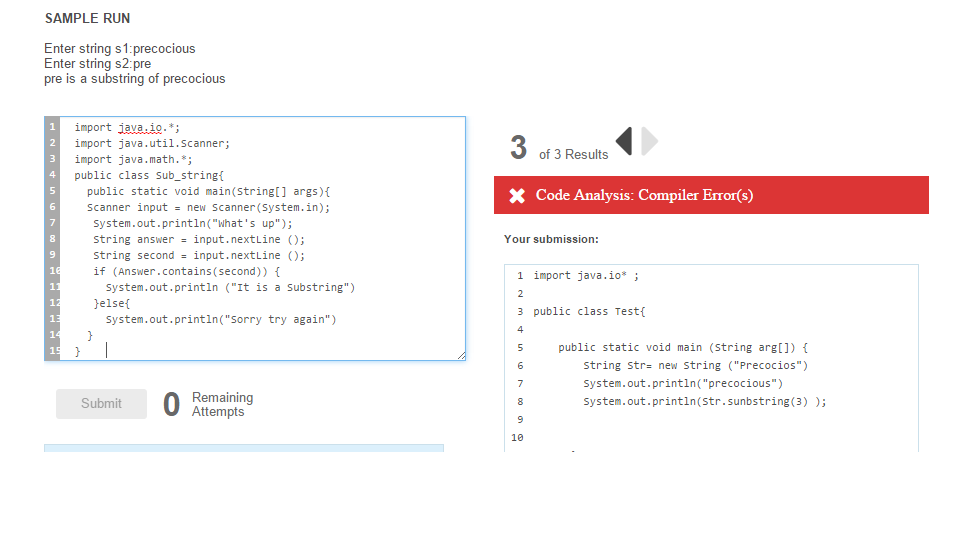 SAMPLE RUN
Enter string s1:precocious
Enter string s2:pre
pre is a substring of precocious
1 import java.io.*;
2 import java.util.Scanner;
3 import java.math.*;
4 public class Sub_string{
5 public static void main(String[] args){
6 Scanner input = new Scanner(System.in);
7 System.out.println("What's up");
8 String answer = input.nextLine ();
9 String second = input.nextLine ();
10 if (Answer.contains(second)) {
11 System.out.println ("It is a Substring")
12 }else{
13 System.out.println("Sorry try again")
14 }
15 }
Submit
0 Remaining
Attempts
3 of 3 Results
Code Analysis: Compiler Error(s)
Your submission:
1 import java.io* ;
2
3 public class Test{
4
5 public static void main (String arg[]) {
6 String Str= new String ("Precocios")
7 System.out.println("precocious")
8 System.out.println(Str.sunbstring(3) );
9
10